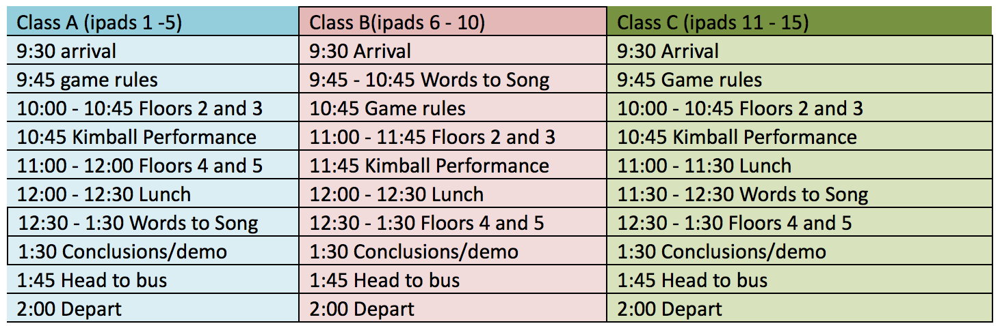 Class A (ipads 1 -5) Class B(ipads 6 - 10) Class C (ipads 11 - 15)
9:30 arrival 9:30 Arrival 9:30 Arrival
9:45 game rules 9:45 - 10:45 Words to Song 9:45 Game rules
10:00 - 10:45 Floors 2 and 3 10:45 Game rules 10:00 - 10:45 Floors 2 and 3
10:45 Kimball Performance 11:00 - 11:45 Floors 2 and 3 10:45 Kimball Performance
11:00 - 12:00 Floors 4 and 5 11:45 Kimball Performance 11:00 - 11:30 Lunch
12:00 - 12:30 Lunch 12:00 - 12:30 Lunch 11:30 - 12:30 Words to Song
12:30 - 1:30 Words to Song 12:30 - 1:30 Floors 4 and 5 12:30 - 1:30 Floors 4 and 5
1:30 Conclusions/demo 1:30 Conclusions/demo 1:30 Conclusions/demo
1:45 Head to bus 1:45 Head to bus 1:45 Head to bus
2:00 Depart 2:00 Depart 2:00 Depart